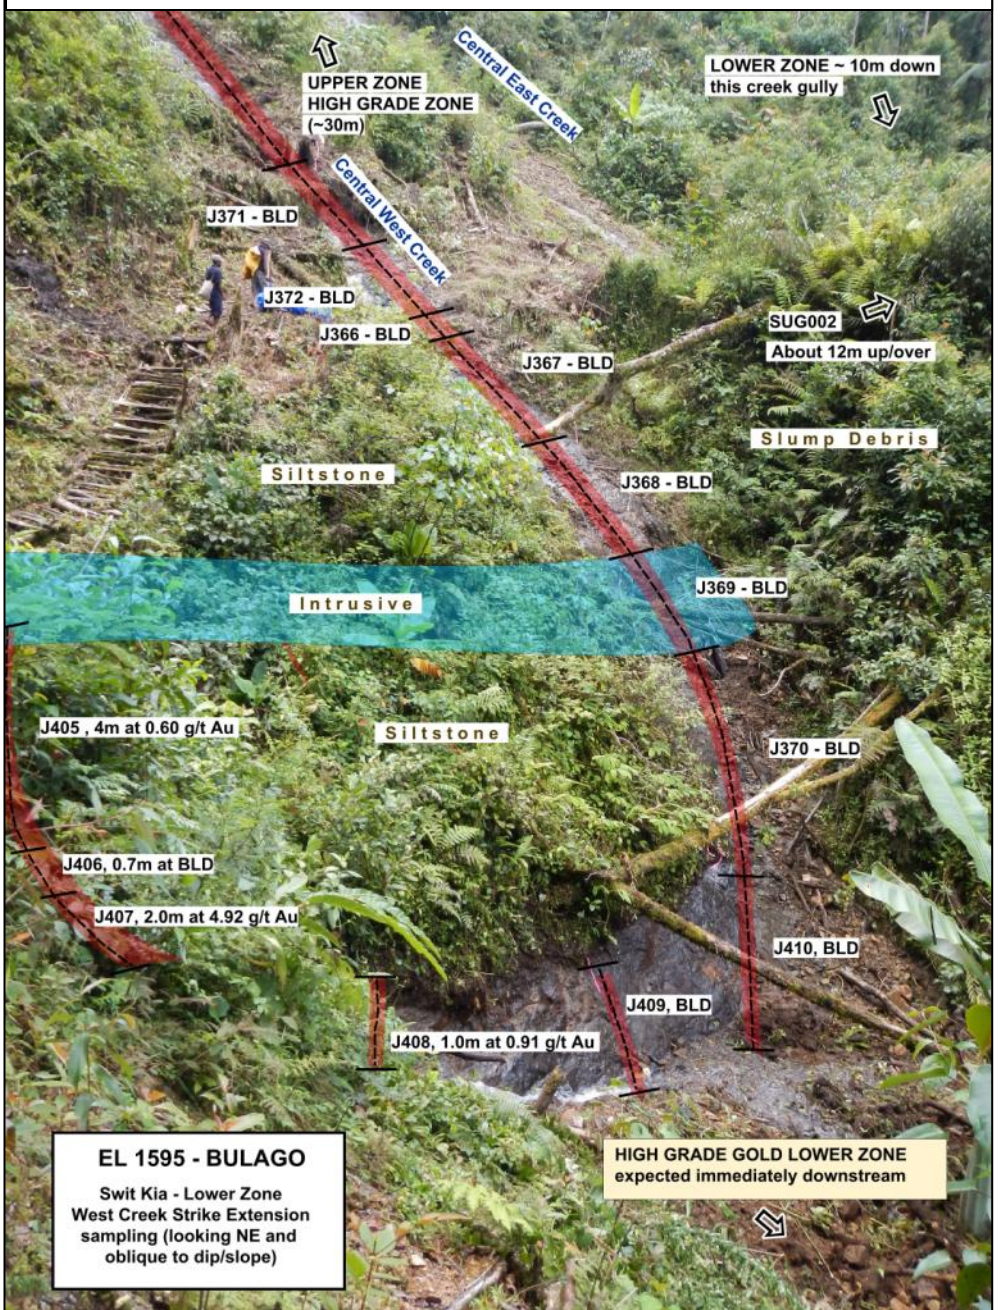 UPPER ZONE
HIGH GRADE ZONE
(~30m)
Central East Creek
LOWER ZONE ~ 10m down
this creek gully
J371 - BLD
Central West Creek
J372 - BLD
J366 - BLD
SUG002
About 12m up/over
J367 - BLD
Slump Debris
Siltstone
J368 - BLD
J369 - BLD
Intrusive
J405 , 4m at 0.60 g/t Au
Siltstone
J370 - BLD
J406, 0.7m at BLD
J407, 2.0m at 4.92 g/t Au
J410, BLD
J409, BLD
J408, 1.0m at 0.91 g/t Au
EL 1595 - BULAGO
Swit Kia - Lower Zone
West Creek Strike Extension
sampling (looking NE and
oblique to dip/slope)
HIGH GRADE GOLD LOWER ZONE
expected immediately downstream